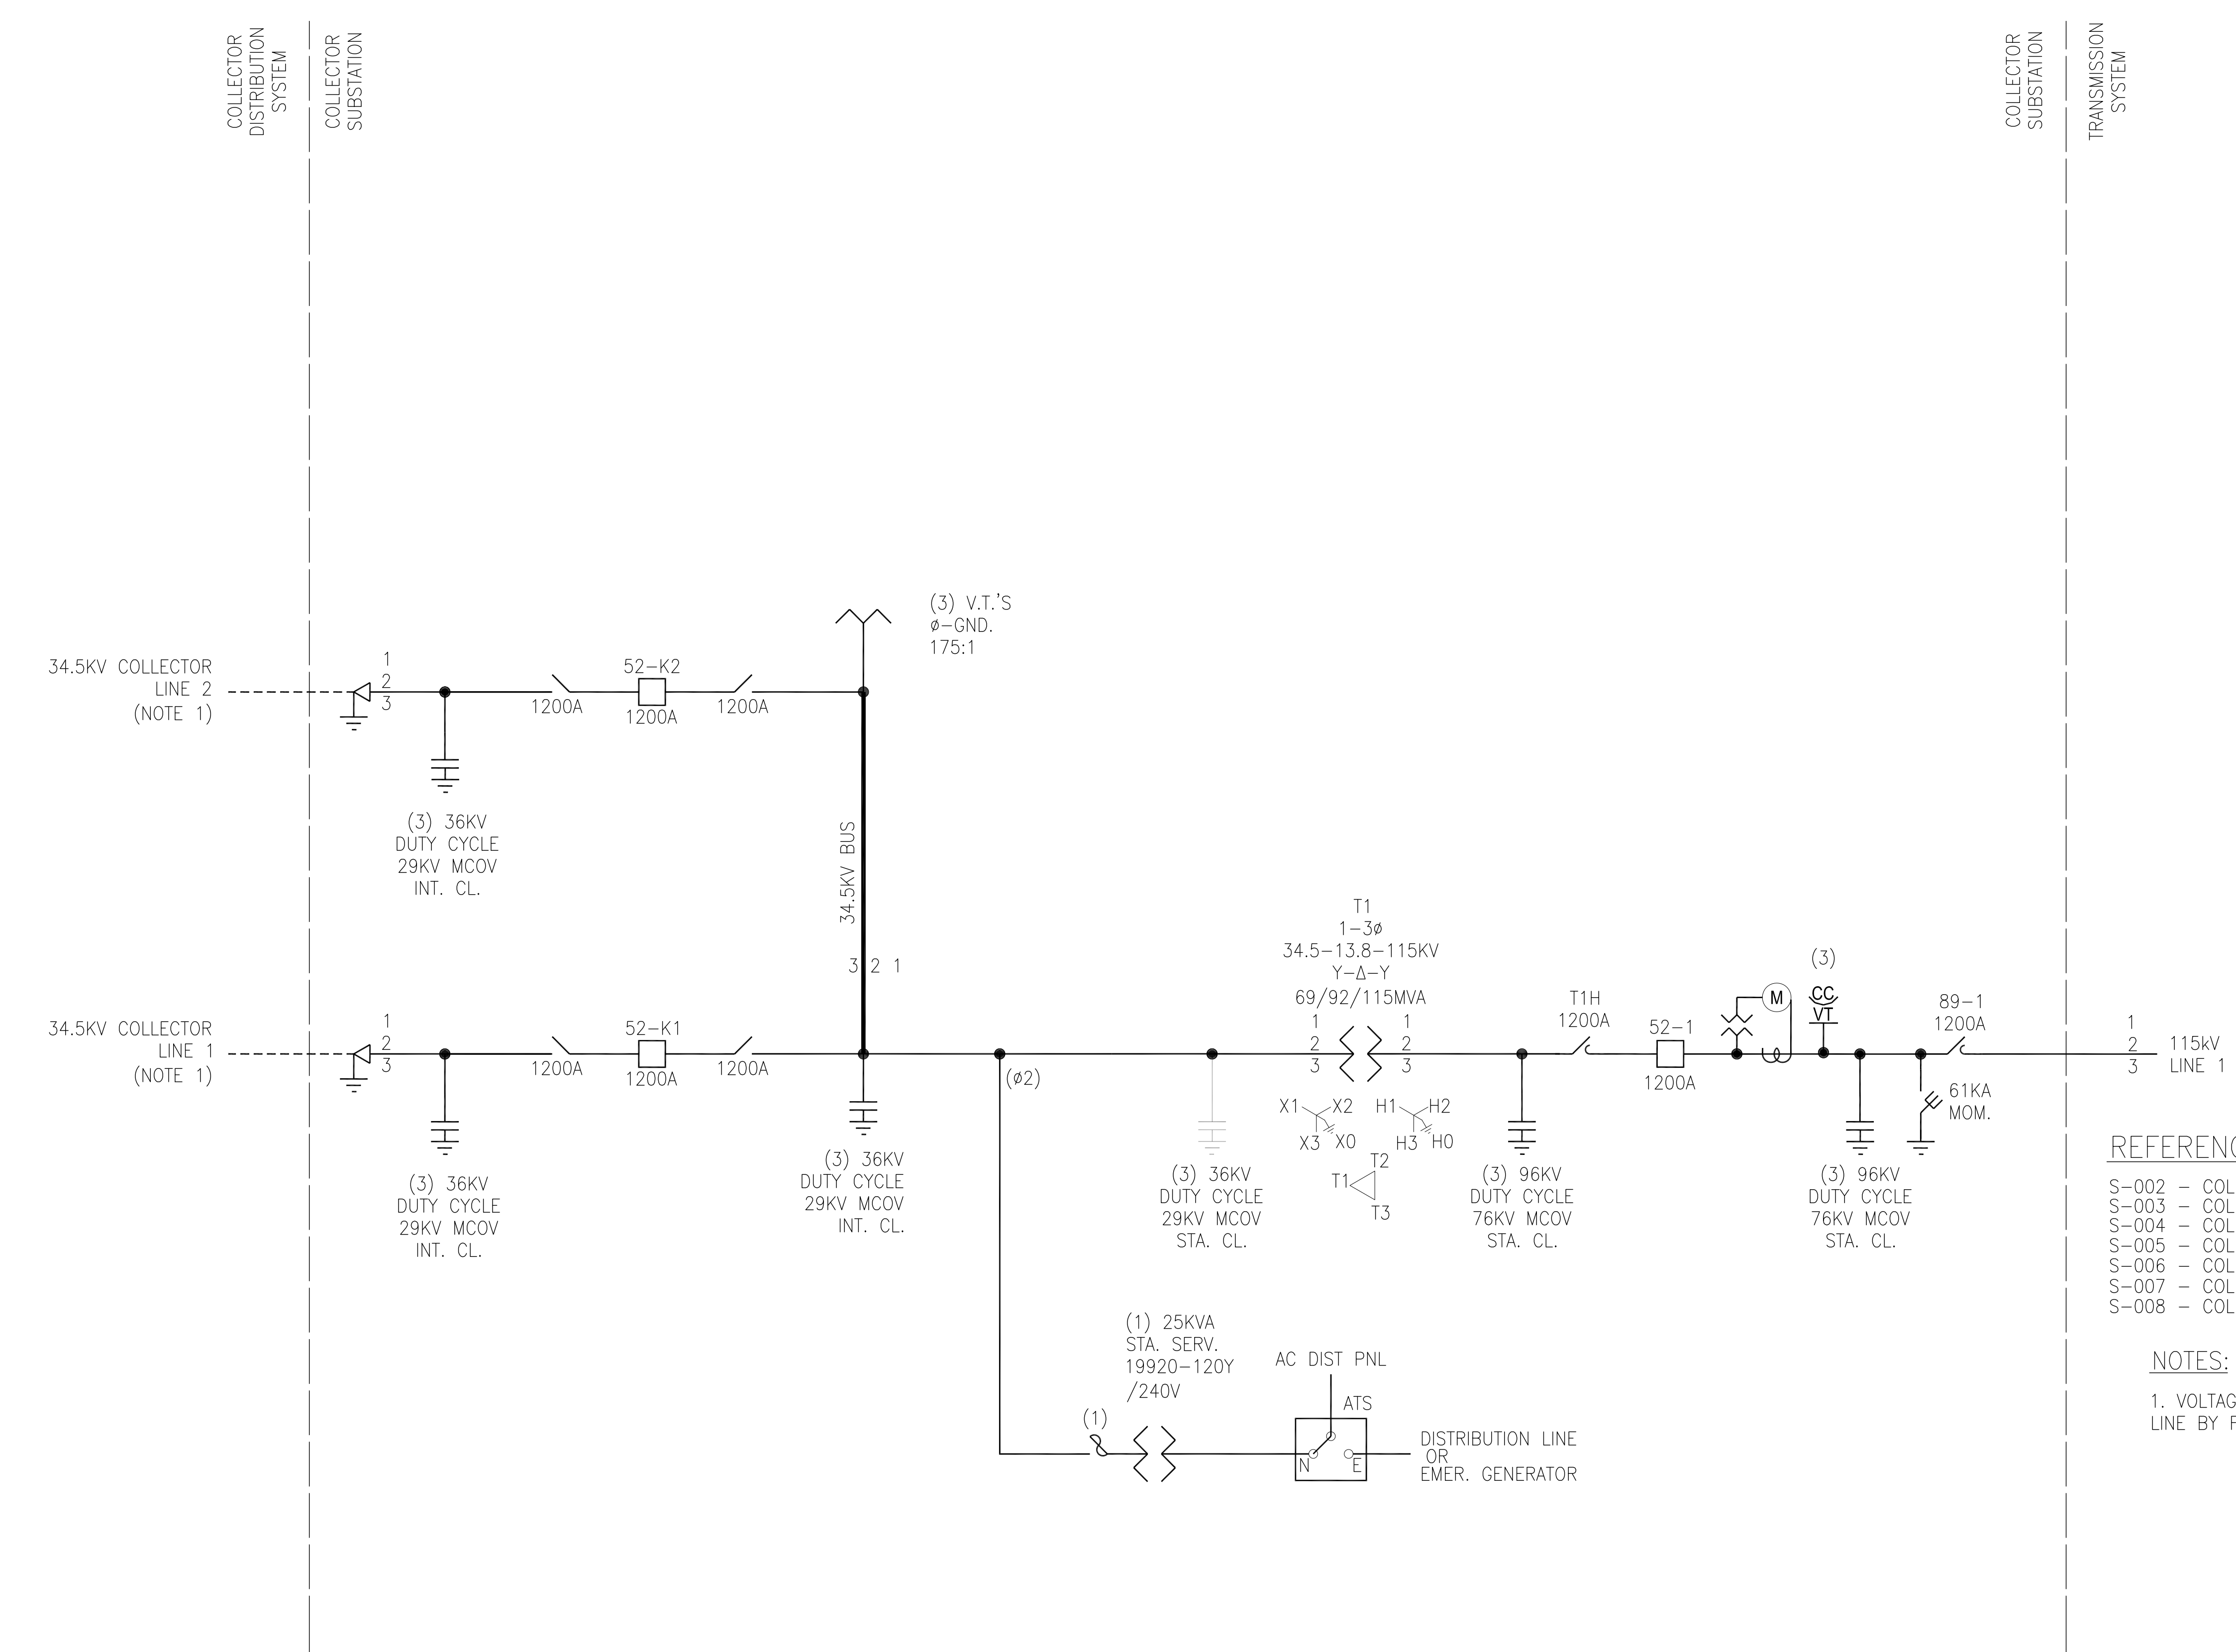 COLLECTOR
DISTRIBUTION
SYSTEM
COLLECTOR
SUBSTATION
COLLECTOR
SUBSTATION
TRANSMISSION
SYSTEM
(3) V.T.'S
ø-GND.
175:1
34.5KV COLLECTOR
LINE 2
(NOTE 1)
1
2
3
1200A
52-K2
1200A
1200A
(3) 36KV
DUTY CYCLE
29KV MCOV
INT. CL.
34.5KV BUS
3 2 1
34.5KV COLLECTOR
LINE 1
(NOTE 1)
1
2
3
1200A
52-K1
1200A
1200A
(3) 36KV
DUTY CYCLE
29KV MCOV
INT. CL.
(3) 36KV
DUTY CYCLE
29KV MCOV
INT. CL.
(ø2)
(3) 36KV
DUTY CYCLE
29KV MCOV
STA. CL.
T1
1-3ø
34.5-13.8-115KV
Y-Δ-Y
69/92/115MVA
1
2
3
1
2
3
X1 X2
X3 X0
H1 H2
H3 H0
T2
T1
T3
(3) 96KV
DUTY CYCLE
76KV MCOV
STA. CL.
T1H
1200A
52-1
1200A
M
(3)
CC
VT
(3) 96KV
DUTY CYCLE
76KV MCOV
STA. CL.
89-1
1200A
61KA
MOM.
1
2
3
115kV
LINE 1
(1) 25KVA
STA. SERV.
19920-120Y
/240V
(1)
AC DIST PNL
ATS
N E
DISTRIBUTION LINE
OR
EMER. GENERATOR
REFEREN
S-002 - COL
S-003 - COL
S-004 - COL
S-005 - COL
S-006 - COL
S-007 - COL
S-008 - COL
NOTES:
1. VOLTAG
LINE BY